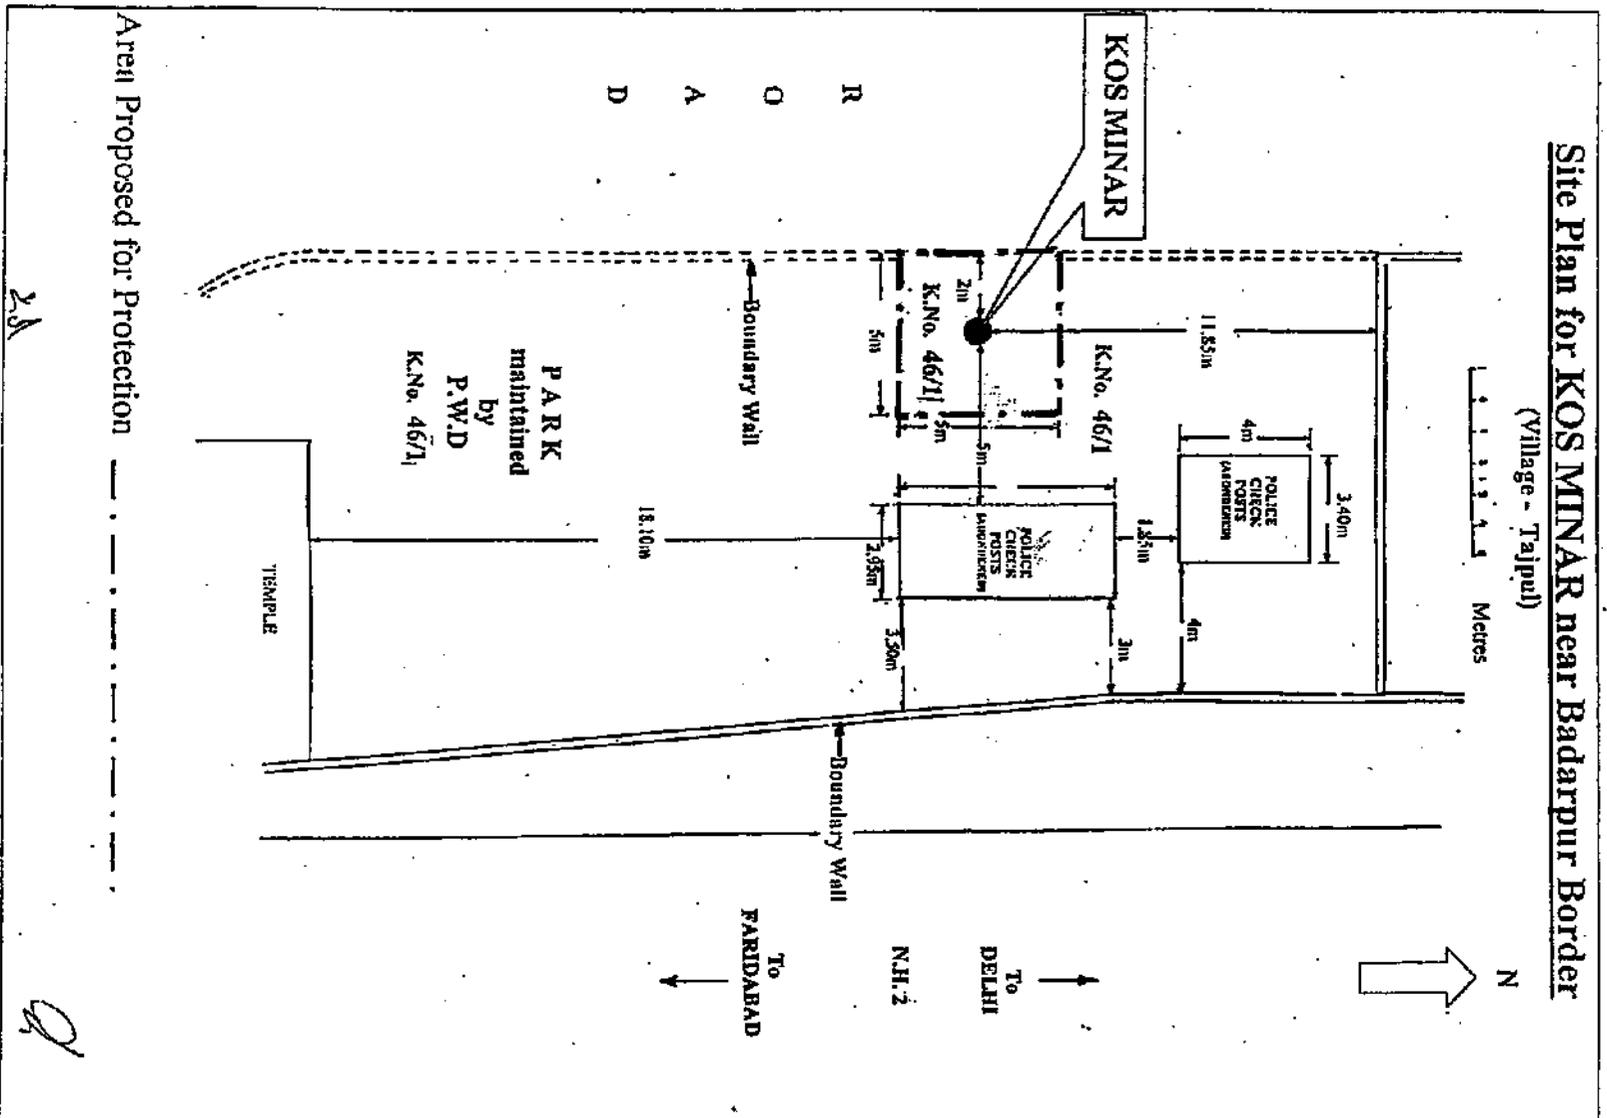 Site Plan for KOS MINAR near Badarpur Border
(Village - Tajpul)
Metres
N
KOS MINAR
R O A D
11.85m
K.No. 46/1
2m
K.No. 46/1
5m
5m
5m
4m
3.40m
POLICE
CHECK
POSTS
1.85m
4m
POLICE
CHECK
POSTS
2.95m
3m
3.50m
18.10m
Boundary Wall
PARK
maintained
by
P.W.D
K.No. 46/1
TEMPLE
Boundary Wall
To
DELHI
N.H. 2
To
FARIDABAD
Area Proposed for Protection